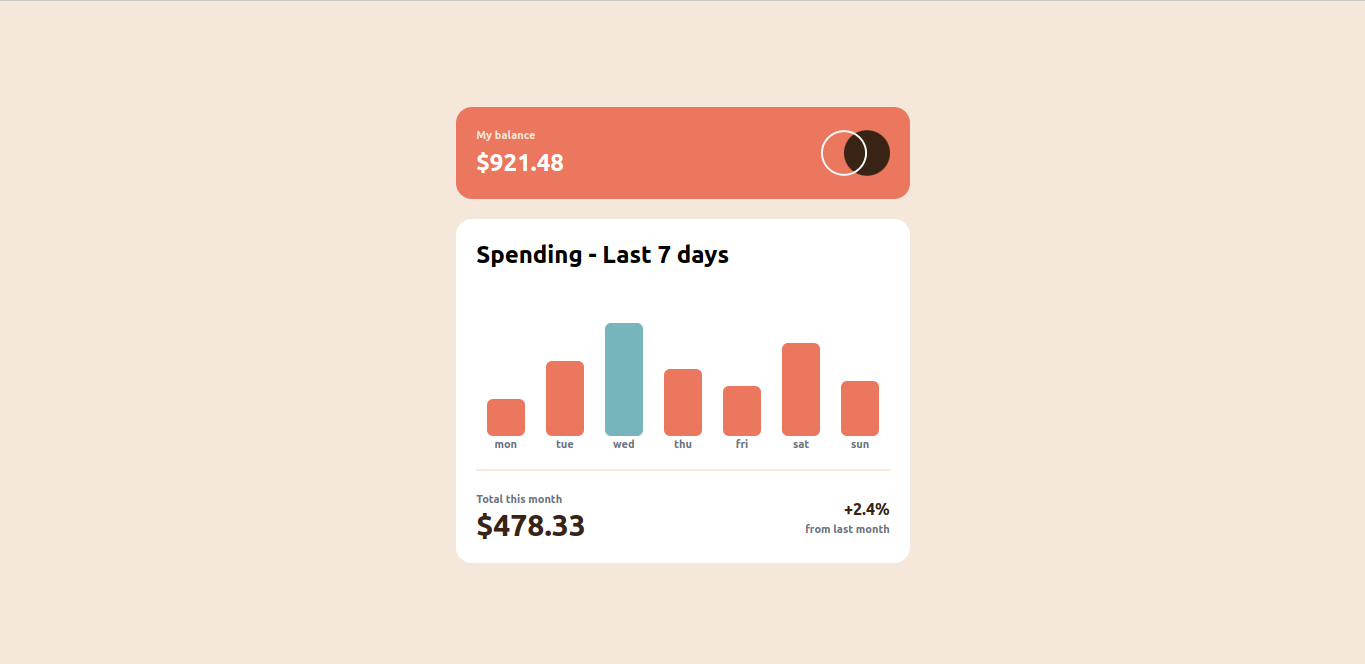 My balance
$921.48
Spending - Last 7 days
mon tue wed thu fri sat sun
Total this month
$478.33
+2.4%
from last month